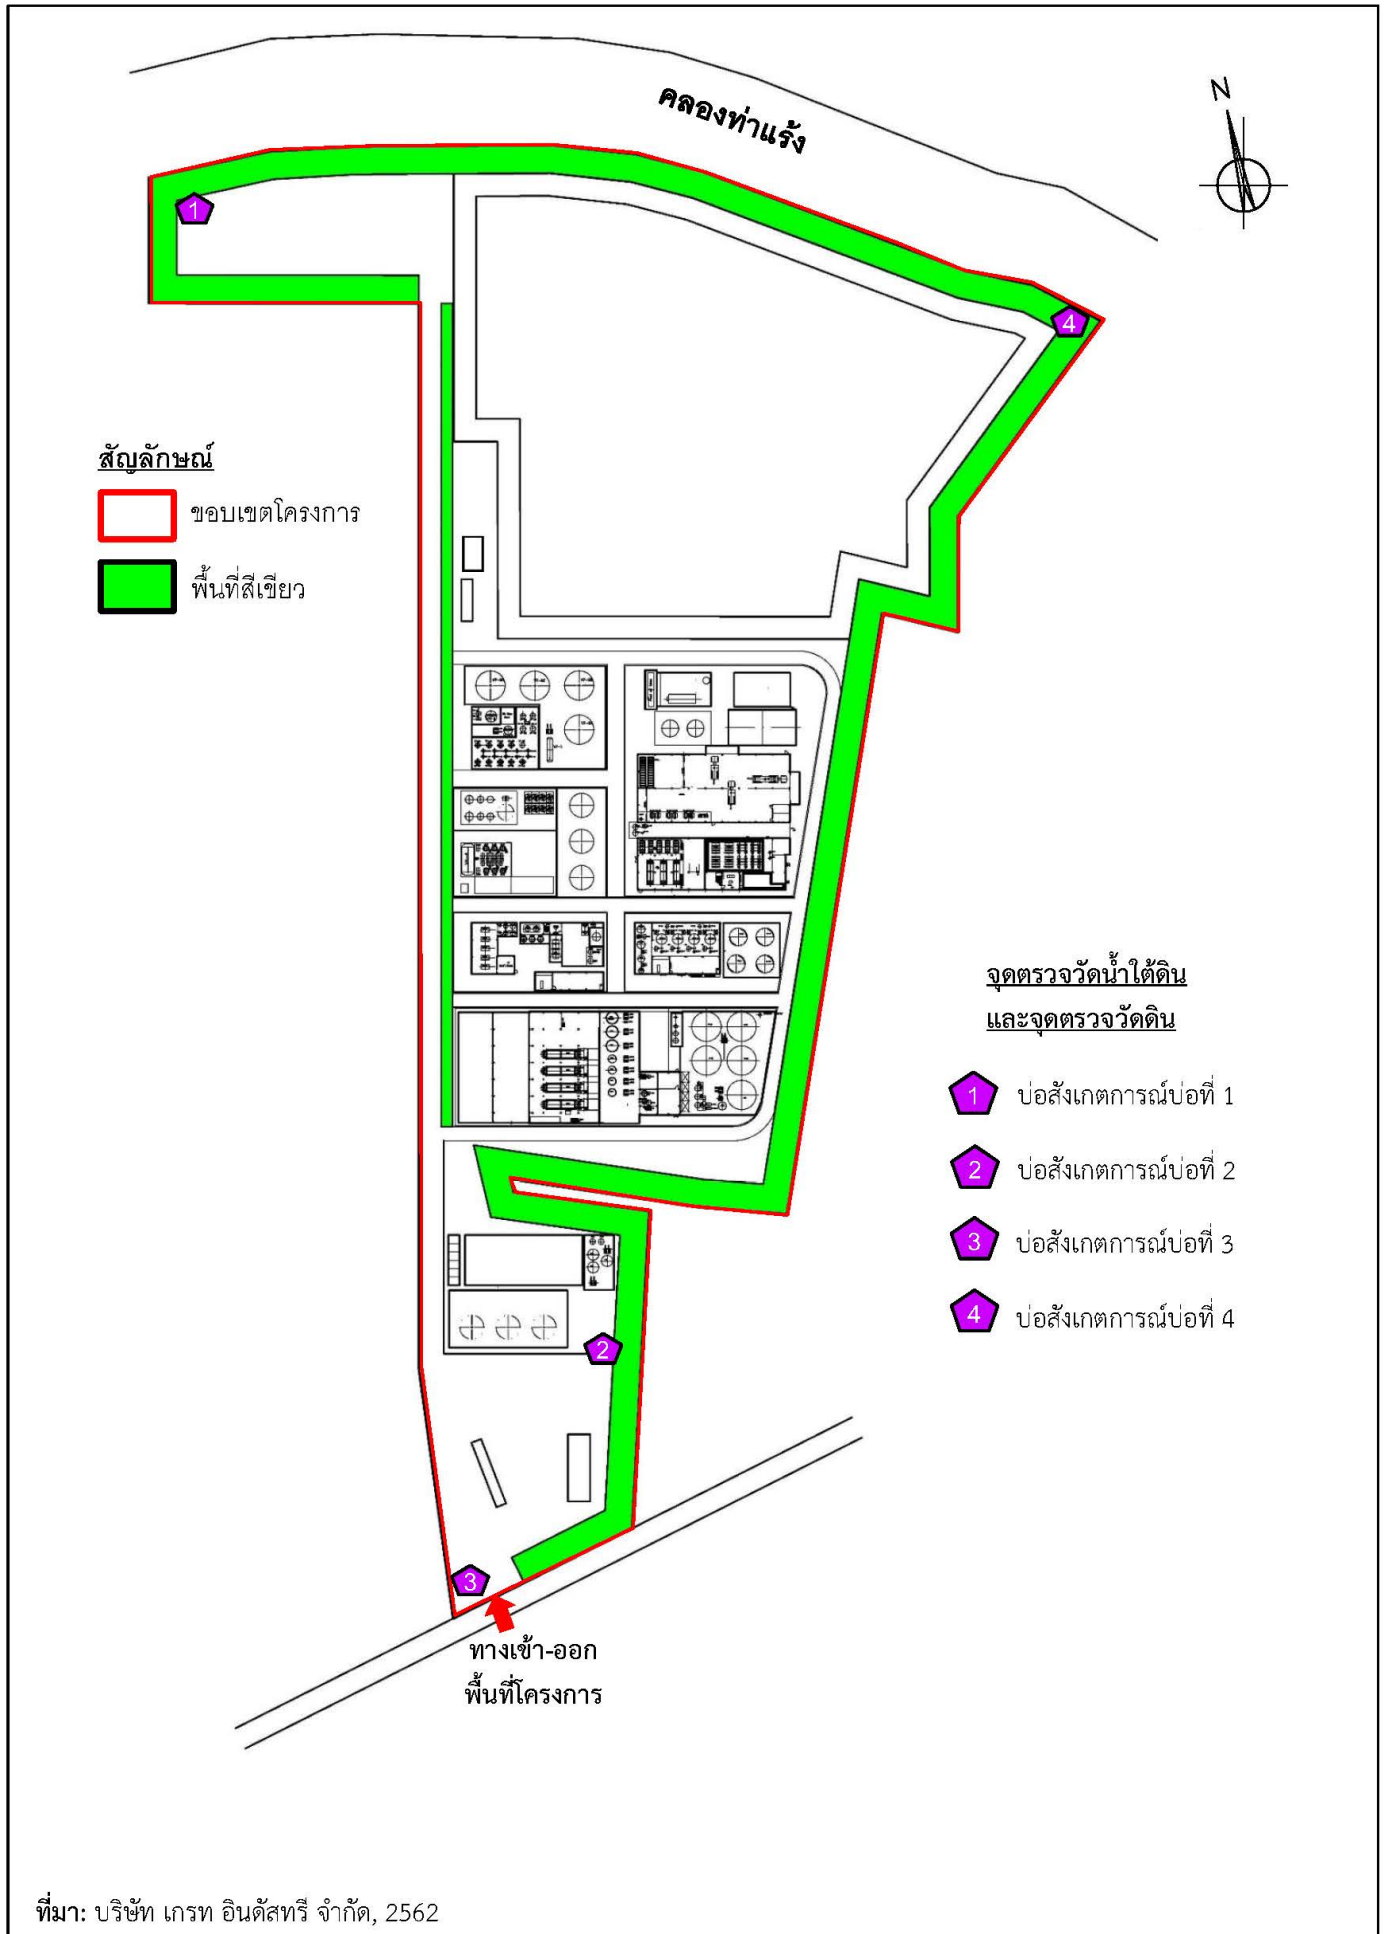 คลองท่าแร้ง
N
1
4
สัญลักษณ์
ขอบเขตโครงการ
พื้นที่สีเขียว
จุดตรวจวัดน้ำใต้ดิน
และจุดตรวจวัดดิน
1 บ่อสังเกตการณ์บ่อที่ 1
2 บ่อสังเกตการณ์บ่อที่ 2
3 บ่อสังเกตการณ์บ่อที่ 3
4 บ่อสังเกตการณ์บ่อที่ 4
2
3
ทางเข้า-ออก
พื้นที่โครงการ
ที่มา: บริษัท เกรท อินดัสทรี จำกัด, 2562